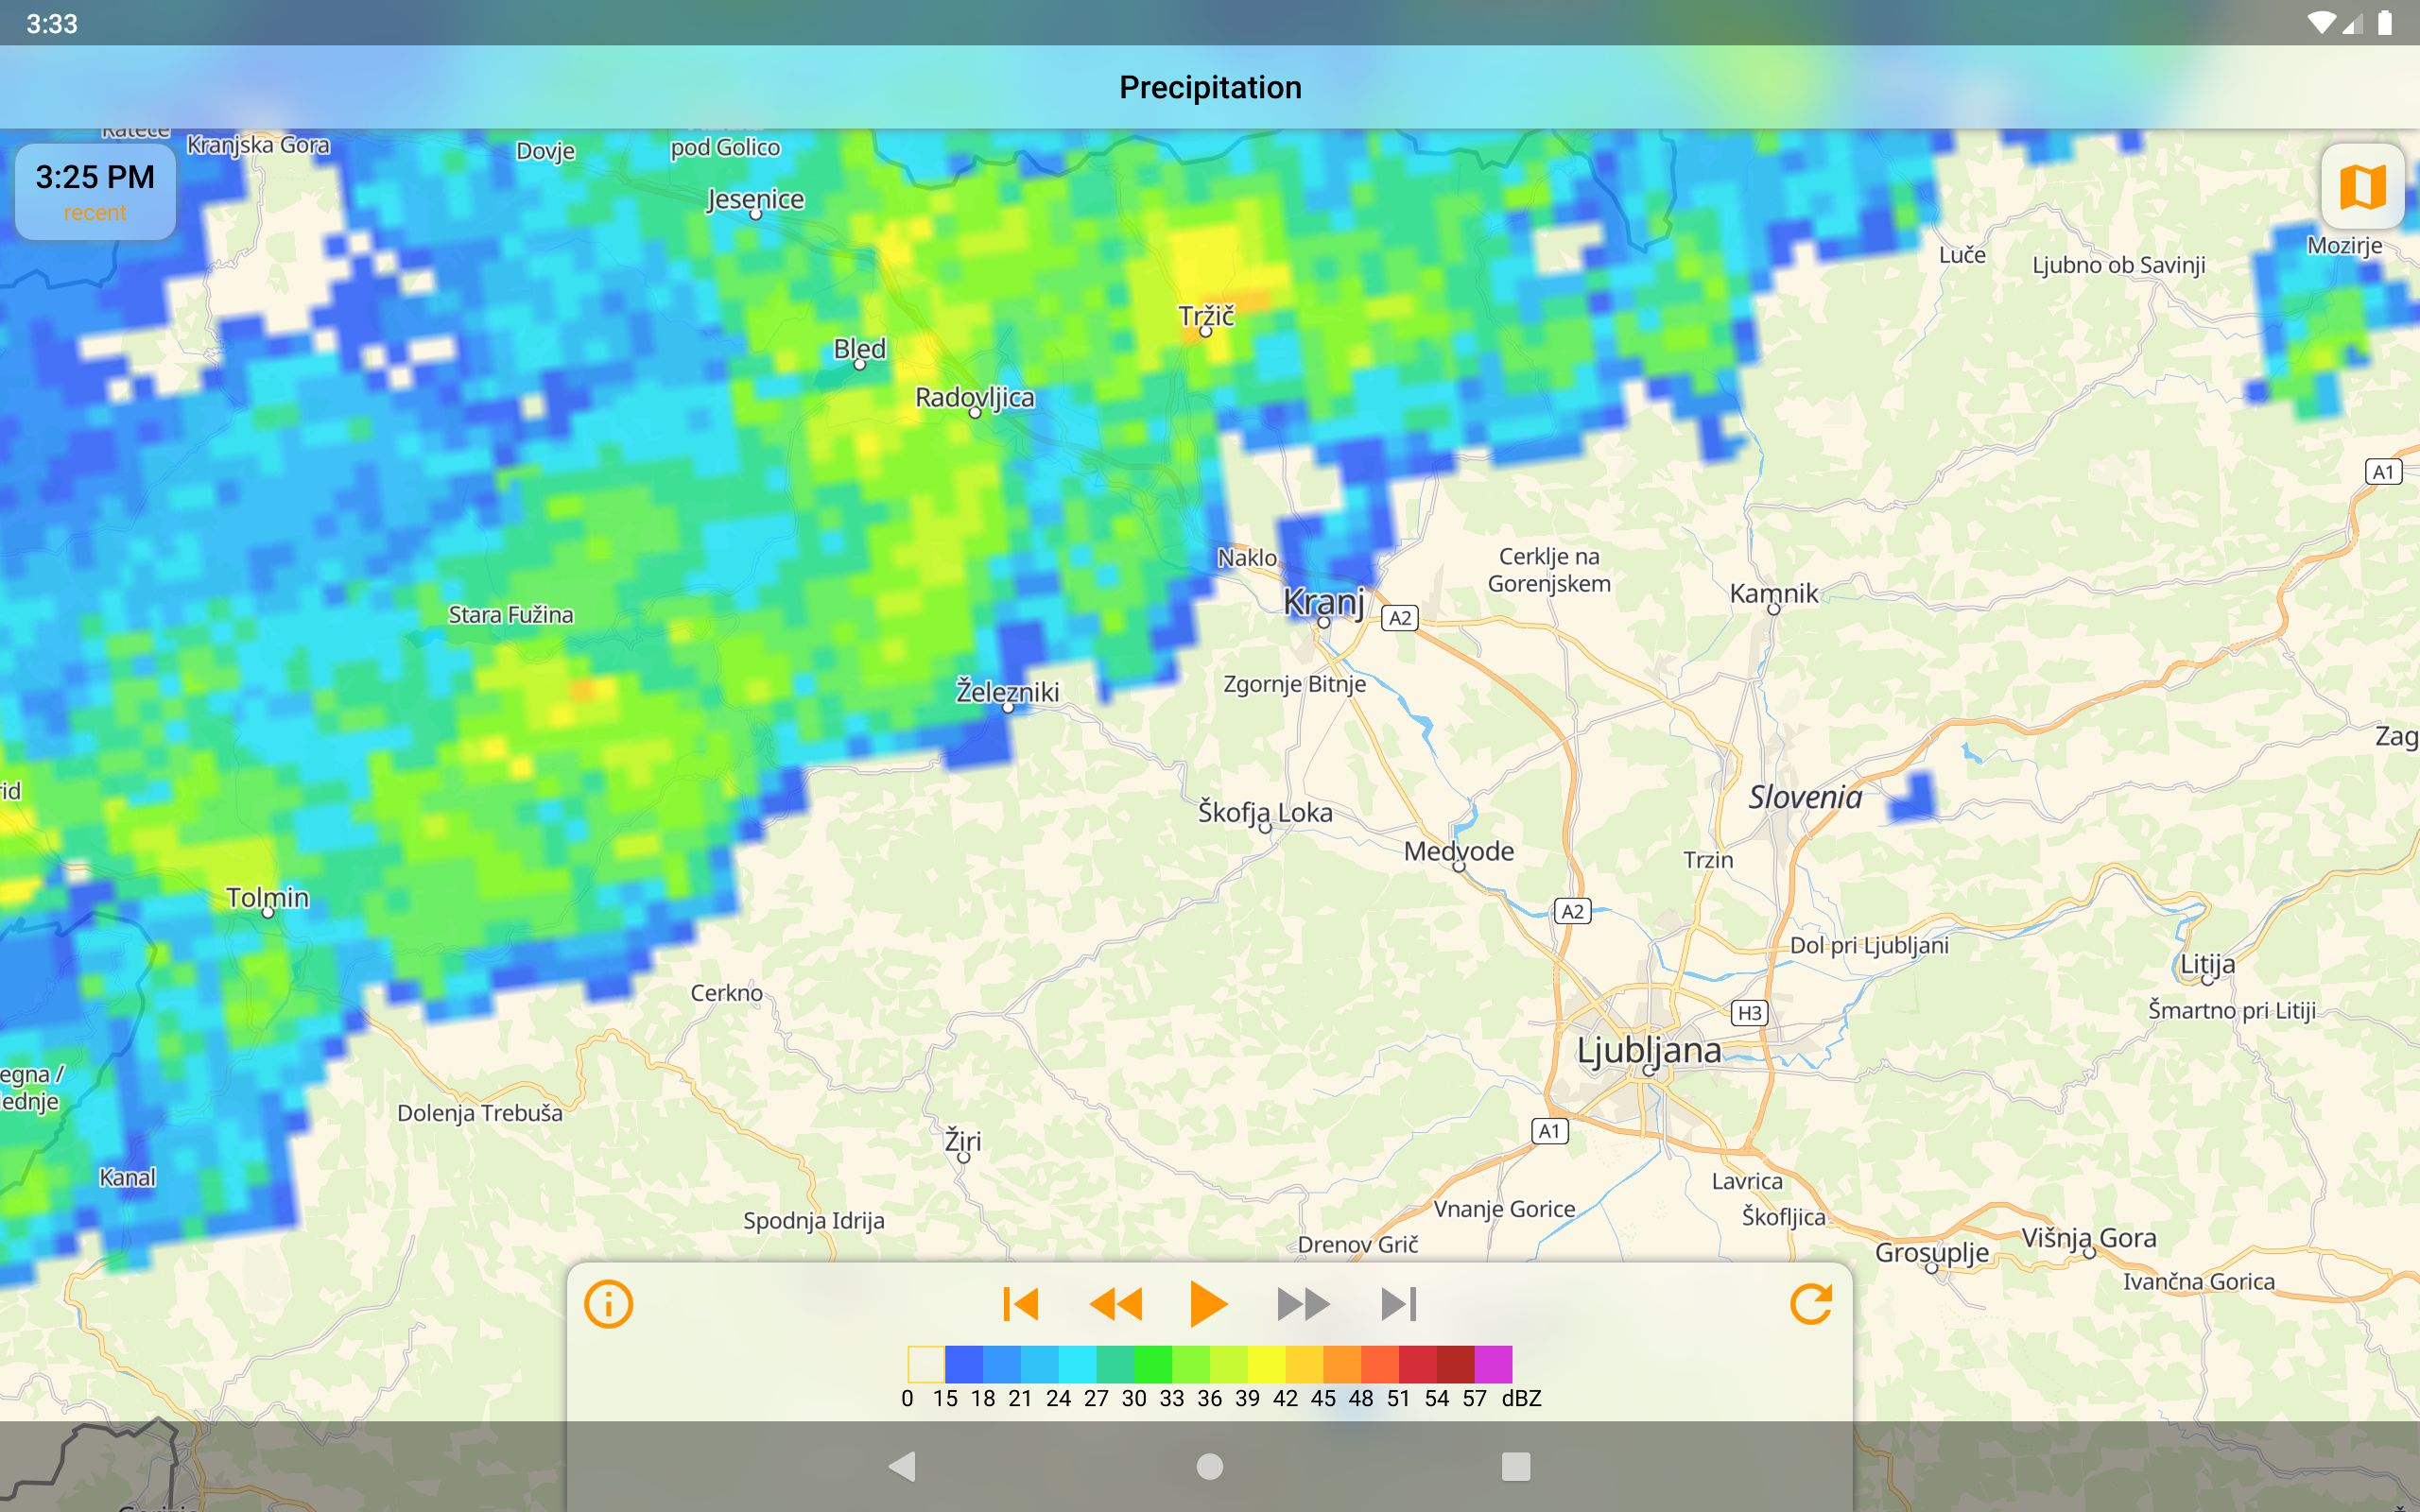 3:33
Precipitation
Rateče
Kranjska Gora
Dovje
pod Golico
3:25 PM
recent
Jesenice
Luče
Ljubno ob Savinji
Mozirje
Tržič
Bled
Radovljica
A1
Naklo
Cerklje na
Gorenjskem
Kamnik
Kranj
A2
Stara Fužina
Železniki
Zgornje Bitnje
Zag
rid
Slovenia
Škofja Loka
Medvode
Trzin
Tolmin
A2
Dol pri Ljubljani
Litija
Cerkno
H3
Šmartno pri Litiji
Ljubljana
egna /
iednje
Dolenja Trebuša
A1
Žiri
Kanal
Lavrica
Vnanje Gorice
Škofljica
Spodnja Idrija
Drenov Grič
Grosuplje
Višnja Gora
Ivančna Gorica
0 15 18 21 24 27 30 33 36 39 42 45 48 51 54 57 dBZ